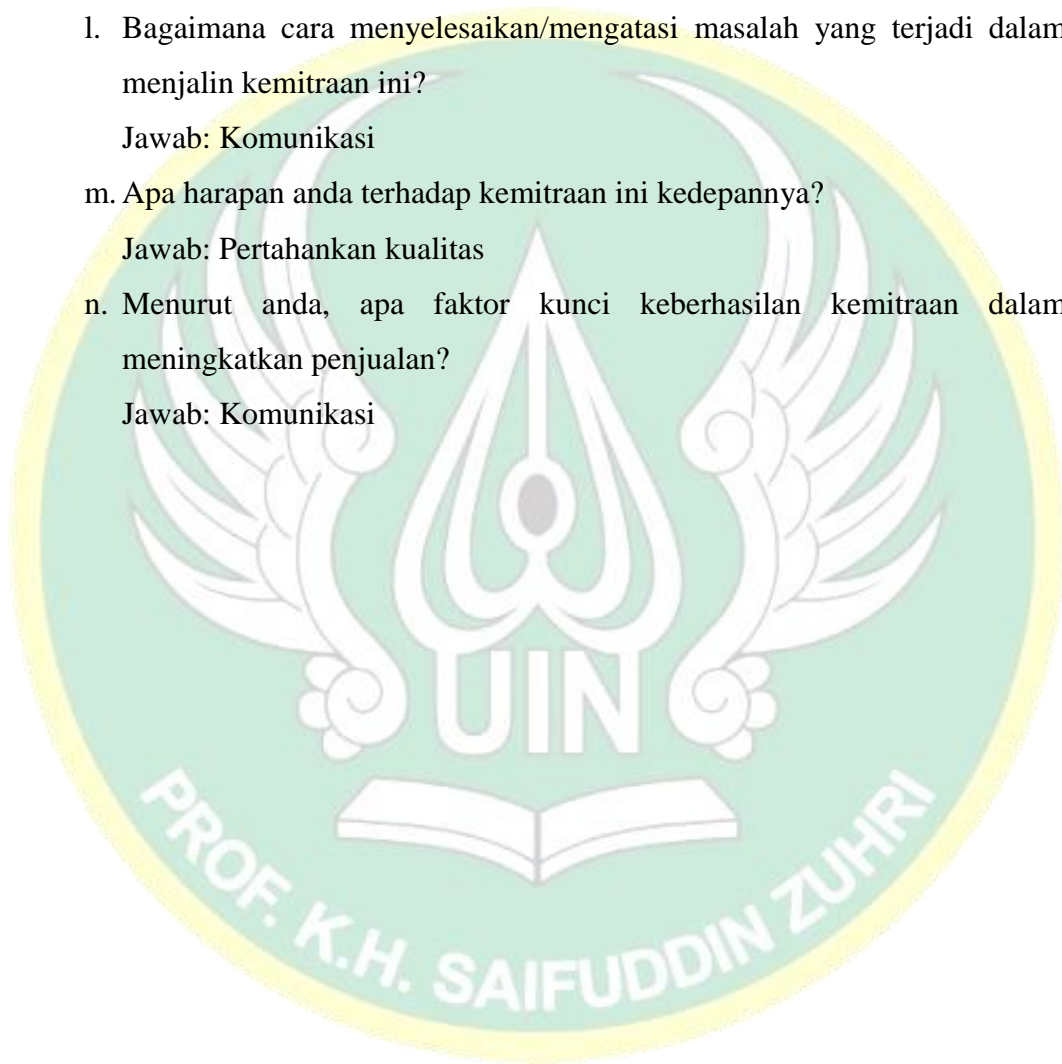 l. Bagaimana cara menyelesaikan/mengatasi masalah yang terjadi dalam
menjalin kemitraan ini?
Jawab: Komunikasi
m. Apa harapan anda terhadap kemitraan ini kedepannya?
Jawab: Pertahankan kualitas
n. Menurut anda, apa faktor kunci keberhasilan kemitraan dalam
meningkatkan penjualan?
Jawab: Komunikasi
UIN
PROF. K.H. SAIFUDDIN ZUHRI